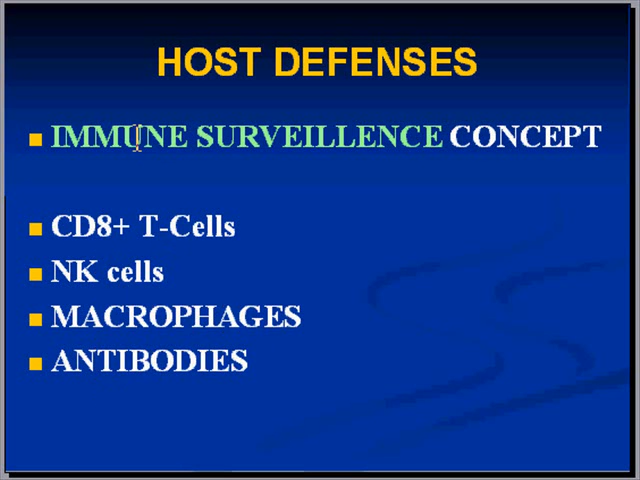 HOST DEFENSES
IMMUNE SURVEILLENCE CONCEPT
CD8+ T-Cells
NK cells
MACROPHAGES
ANTIBODIES